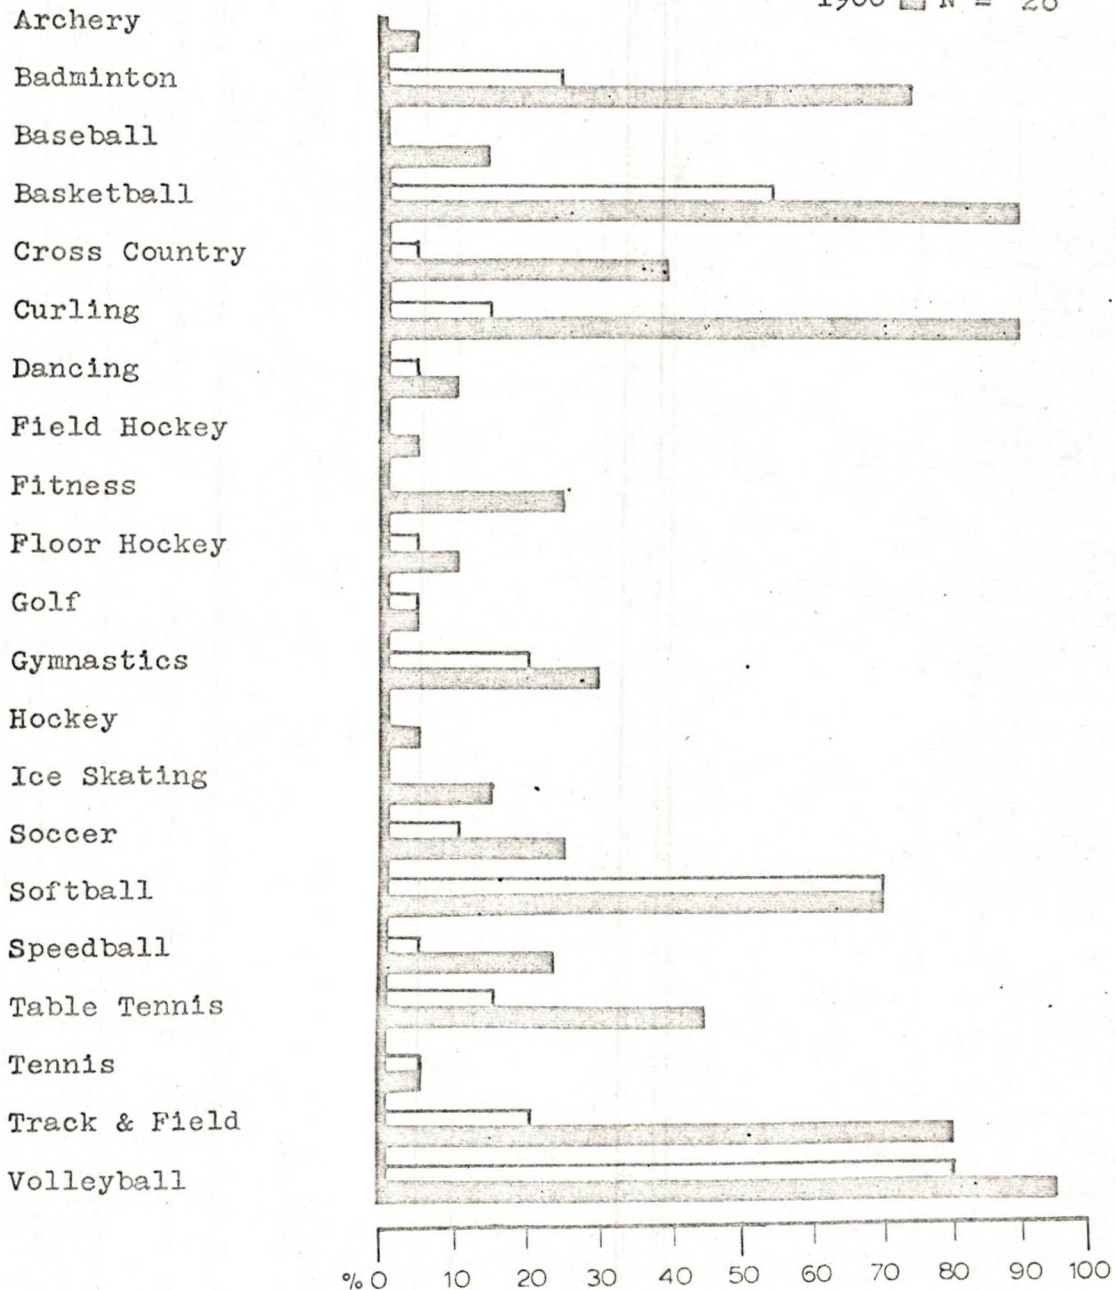 N = 20
Archery
Badminton
Baseball
Basketball
Cross Country
Curling
Dancing
Field Hockey
Fitness
Floor Hockey
Golf
Gymnastics
Hockey
Ice Skating
Soccer
Softball
Speedball
Table Tennis
Tennis
Track & Field
Volleyball
% 0 10 20 30 40 50 60 70 80 90 100